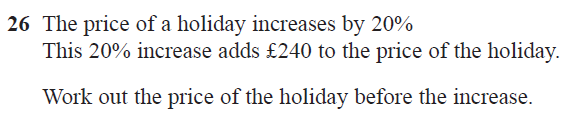 26 The price of a holiday increases by 20%
This 20% increase adds £240 to the price of the holiday.
Work out the price of the holiday before the increase.